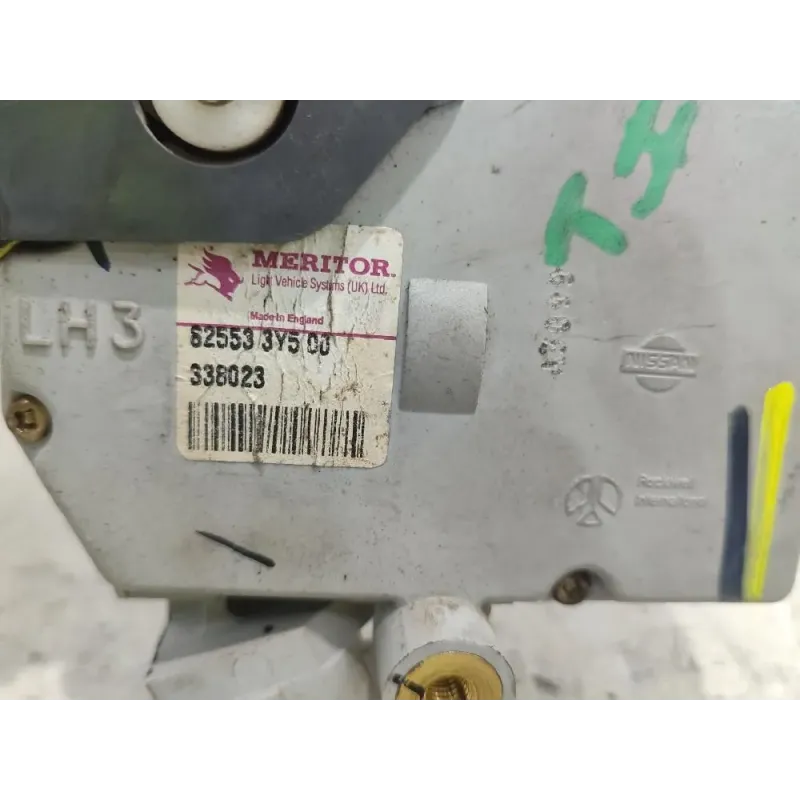 MERITOR
Light Vehicle Systems (UK) Ltd.
Made in England
82553 3Y5 00
338023
LH3
NISSAN
Rockwell
International